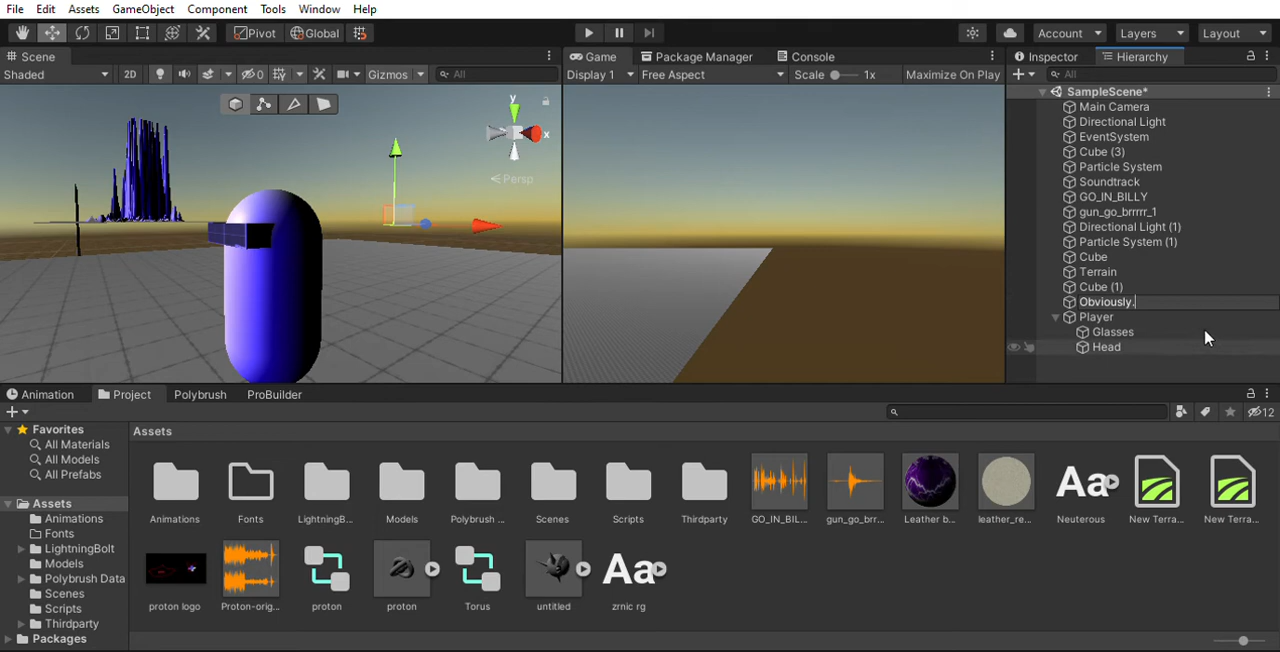 File Edit Assets GameObject Component Tools Window Help
Pivot Global Account Layers Layout
Scene Game Package Manager Console Inspector Hierarchy
Shaded 2D 0 Gizmos All Display 1 Free Aspect Scale 1x Maximize On Play All
SampleScene*
Main Camera
Directional Light
EventSystem
Cube (3)
Particle System
Soundtrack
GO_IN_BILLY
gun_go_brrrrr_1
Directional Light (1)
Particle System (1)
Cube
Terrain
Cube (1)
Obviously.
Player
Glasses
Head
y
x
Persp
Animation Project Polybrush ProBuilder
12
Favorites
All Materials
All Models
All Prefabs
Assets
Animations
Fonts
LightningBolt
Models
Polybrush Data
Scenes
Scripts
Thirdparty
Packages
Assets
Animations Fonts LightningB... Models Polybrush ... Scenes Scripts Thirdparty GO_IN_BIL... gun_go_brr... Leather b... leather_re... Aa Neuterous New Terra... New Terra...
proton logo Proton-orig... proton proton Torus untitled Aa zrnic rg